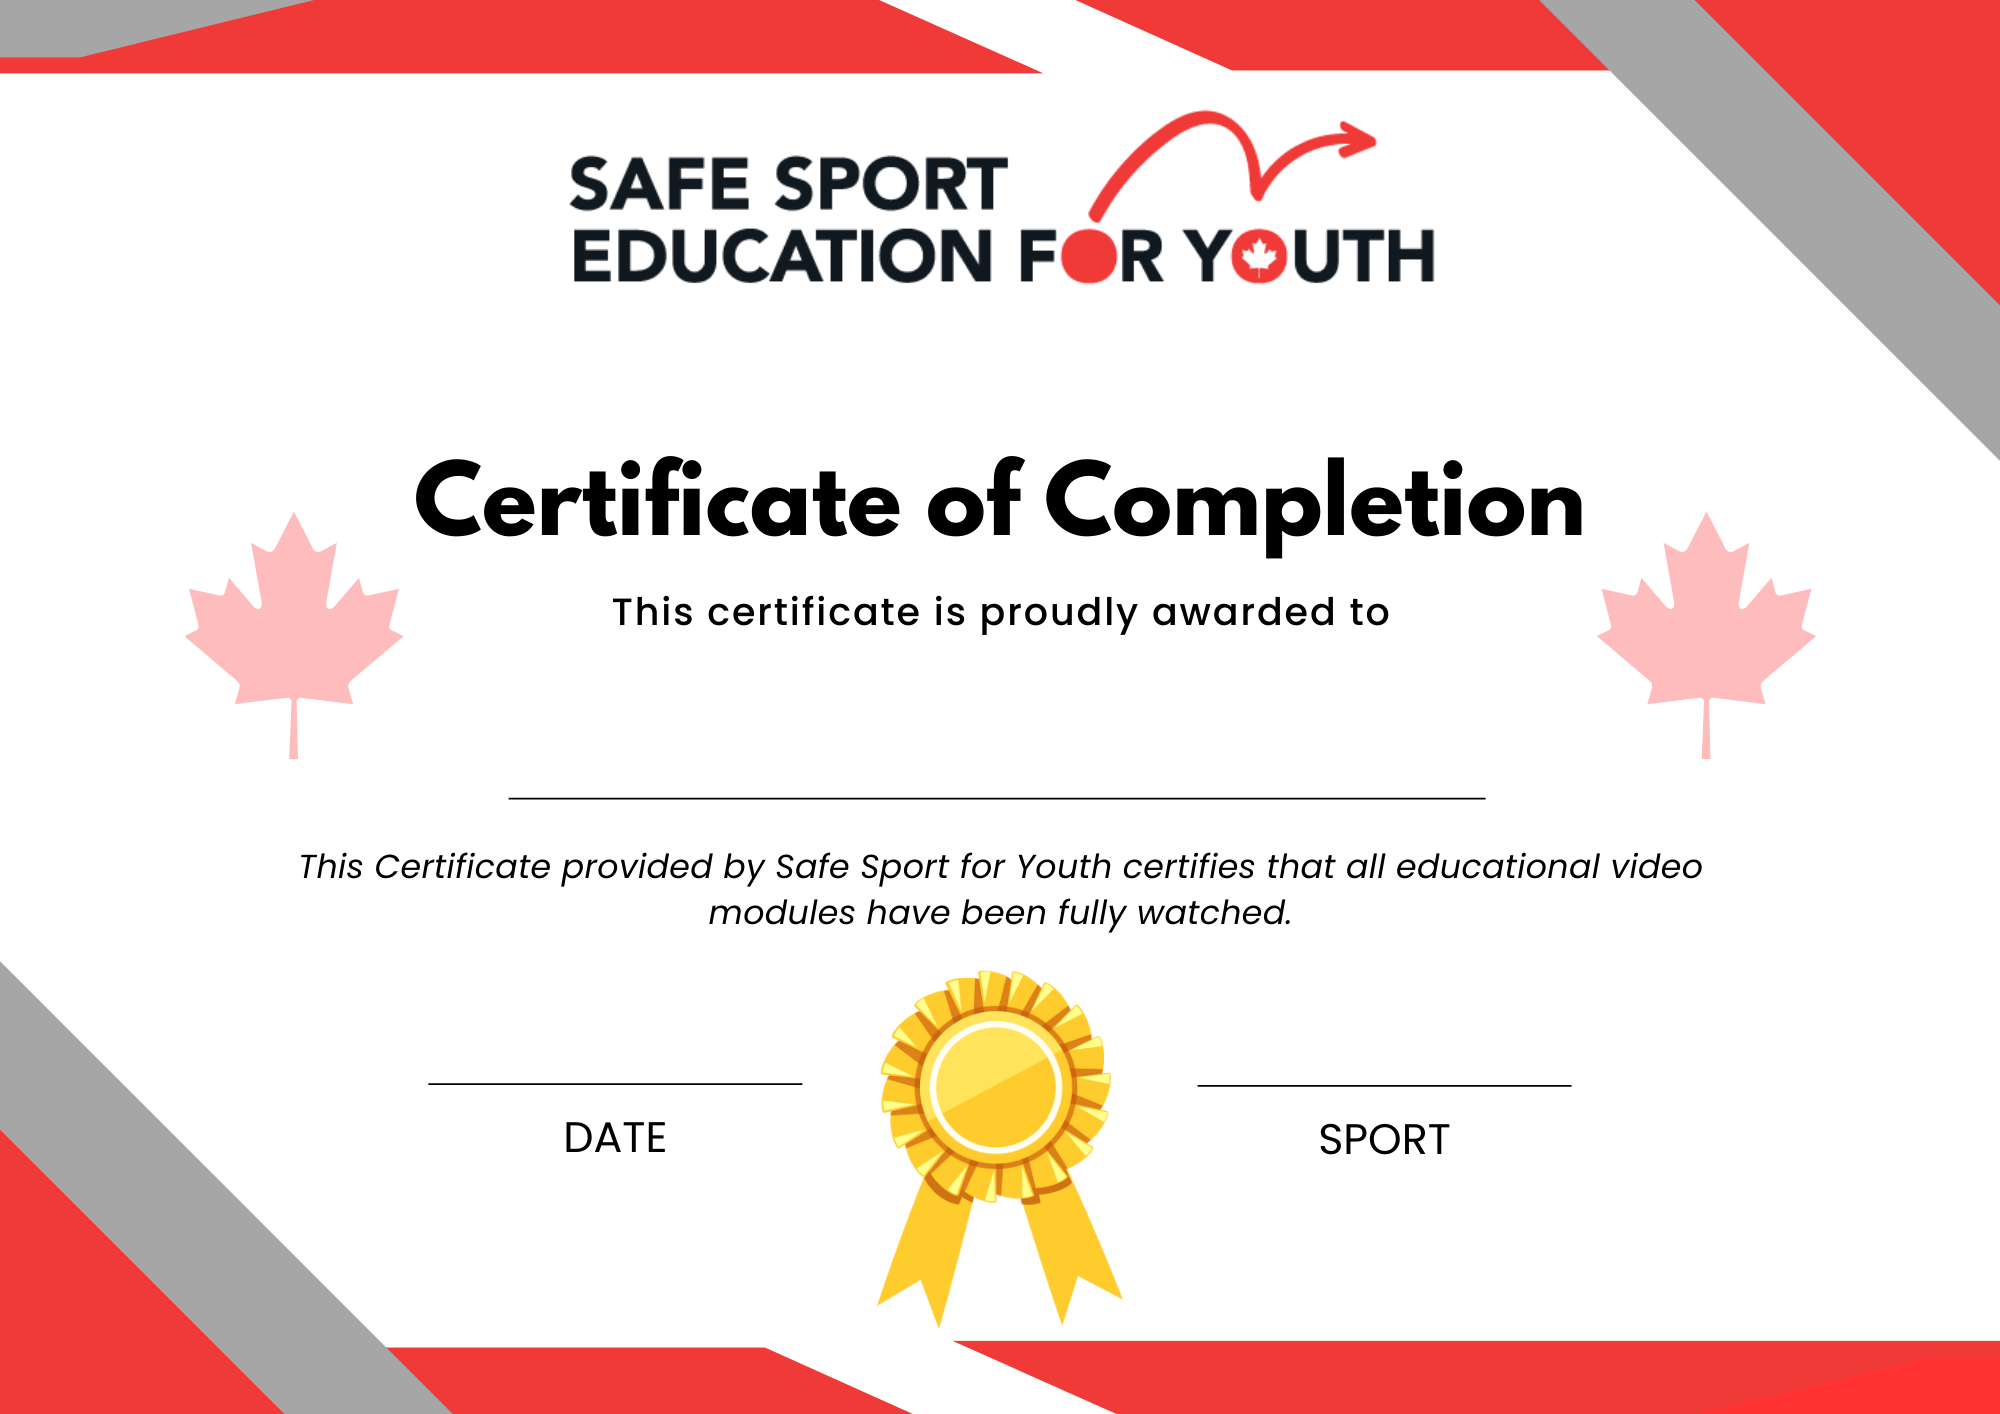 SAFE SPORT
EDUCATION FOR YOUTH
Certificate of Completion
This certificate is proudly awarded to
This Certificate provided by Safe Sport for Youth certifies that all educational video
modules have been fully watched.
DATE
SPORT